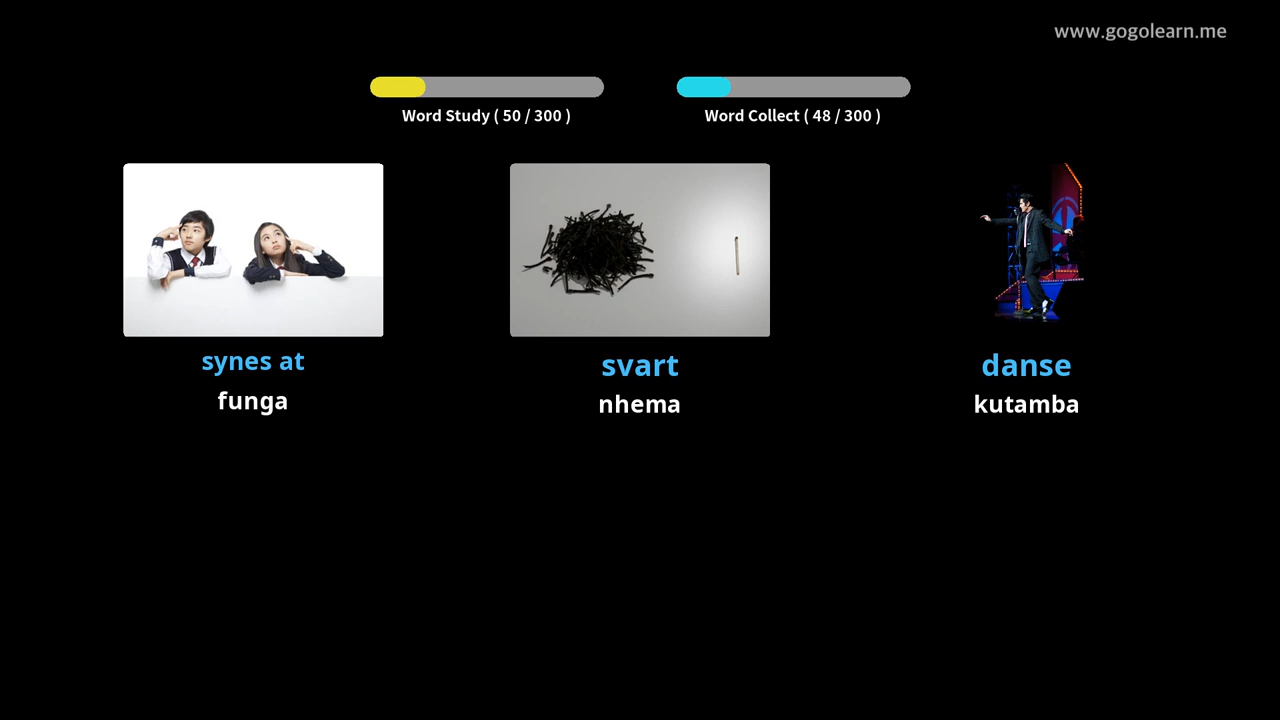 www.gogolearn.me
Word Study ( 50 / 300 )
Word Collect ( 48 / 300 )
synes at
funga
svart
nhema
danse
kutamba